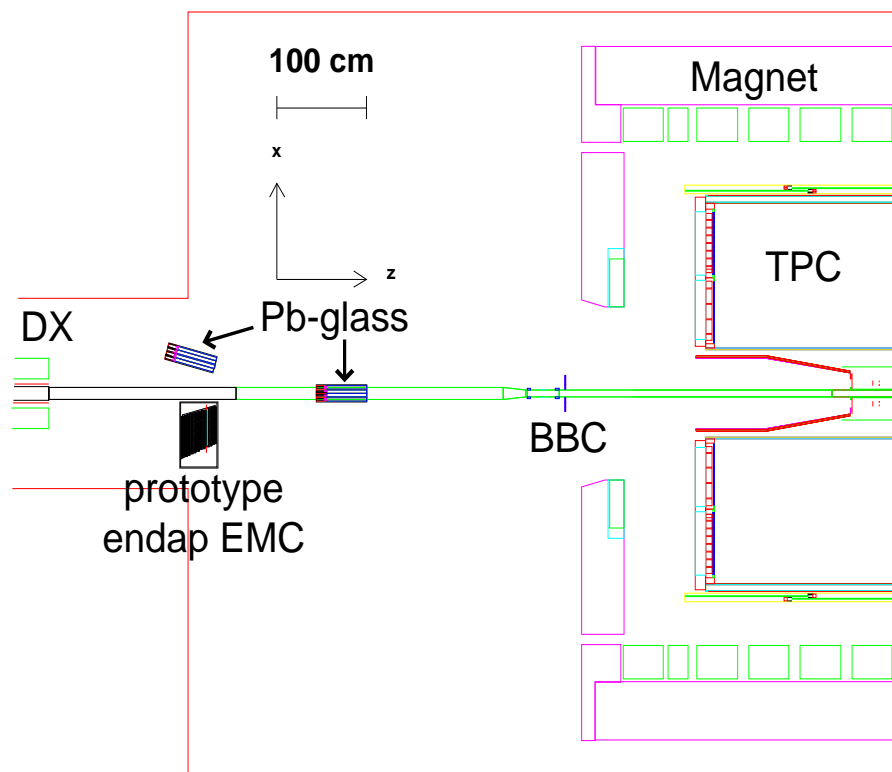 100 cm
Magnet
x
z
TPC
DX
Pb-glass
BBC
prototype
endap EMC